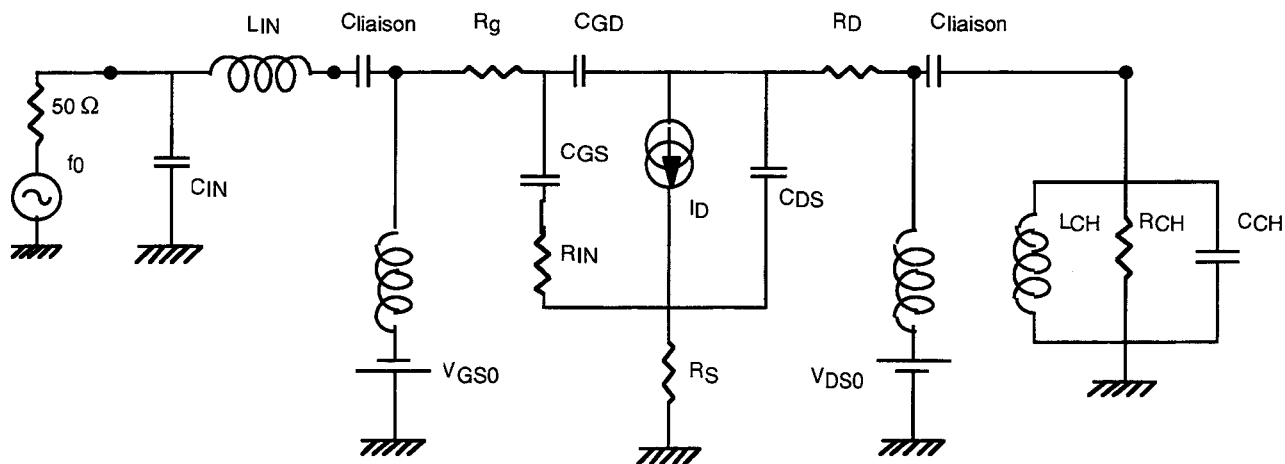 LIN
Cliaison
Rg
CGD
RD
Cliaison
50 Ω
f0
CIN
CGS
RIN
ID
CDS
LCH
RCH
CCH
VGS0
RS
VDS0